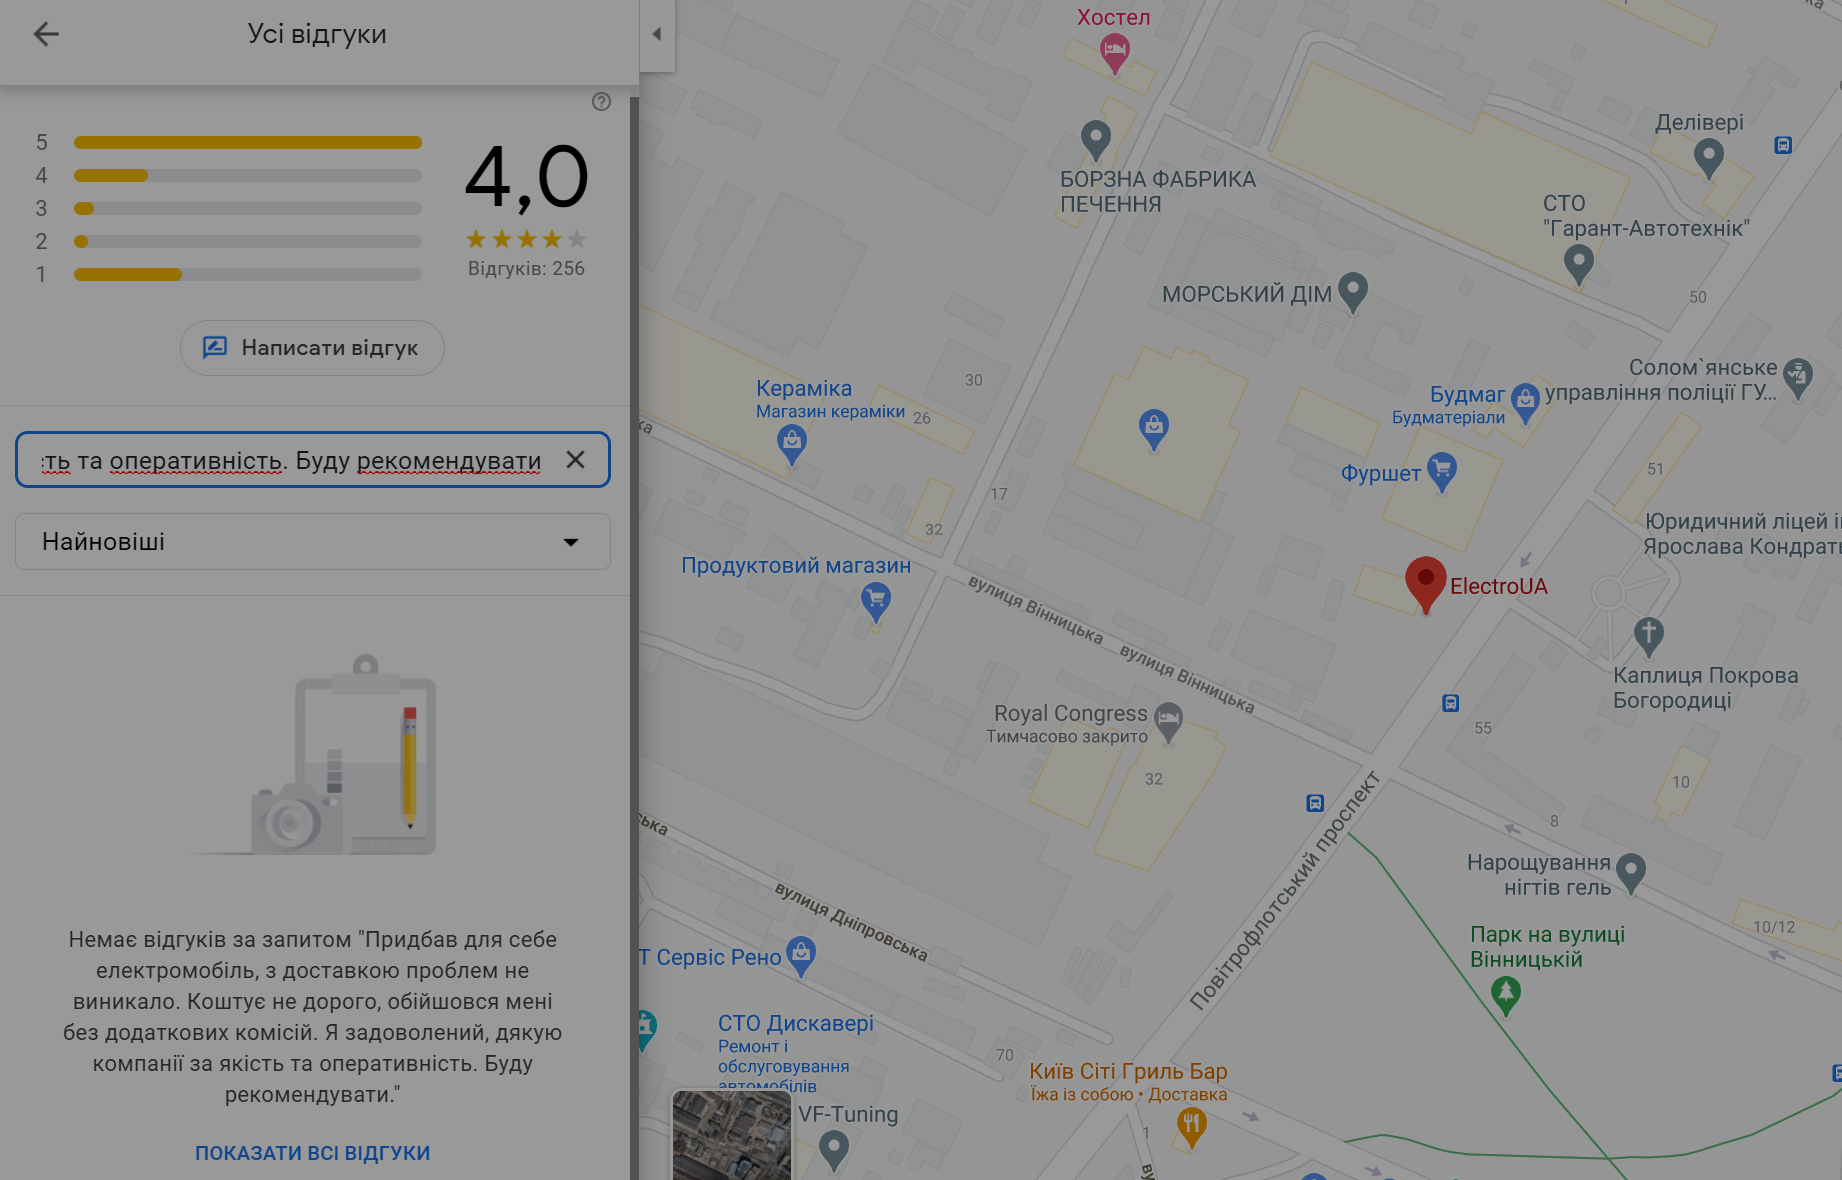 Усі відгуки
5
4
3
2
1
4,0
Відгуків: 256
Написати відгук
та оперативність. Буду рекомендувати
Найновіші
Немає відгуків за запитом "Придбав для себе
електромобіль, з доставкою проблем не
виникало. Коштує не дорого, обійшовся мені
без додаткових комісій. Я задоволений, дякую
компанії за якість та оперативність. Буду
рекомендувати."
ПОКАЗАТИ ВСІ ВІДГУКИ
Хостел
Делівері
БОРЗНА ФАБРИКА
ПЕЧЕННЯ
СТО
"Гарант-Автотехнік"
МОРСЬКИЙ ДІМ
50
Солом`янське
управління поліції ГУ...
Кераміка
Магазин кераміки
30
26
Будмаг
Будматеріали
Фуршет
51
17
32
Юридичний ліцей і
Ярослава Кондрат
Продуктовий магазин
ElectroUA
вулиця Вінницька
вулиця Вінницька
Каплиця Покрова
Богородиці
Royal Congress
Тимчасово закрито
55
32
10
8
Повітрофлотський проспект
Нарощування
нігтів гель
10/12
вулиця Дніпровська
Парк на вулиці
Вінницькій
Т Сервіс Рено
СТО Дискавері
Ремонт і
обслуговування
автомобілів
70
Київ Сіті Гриль Бар
Їжа із собою • Доставка
VF-Tuning
1